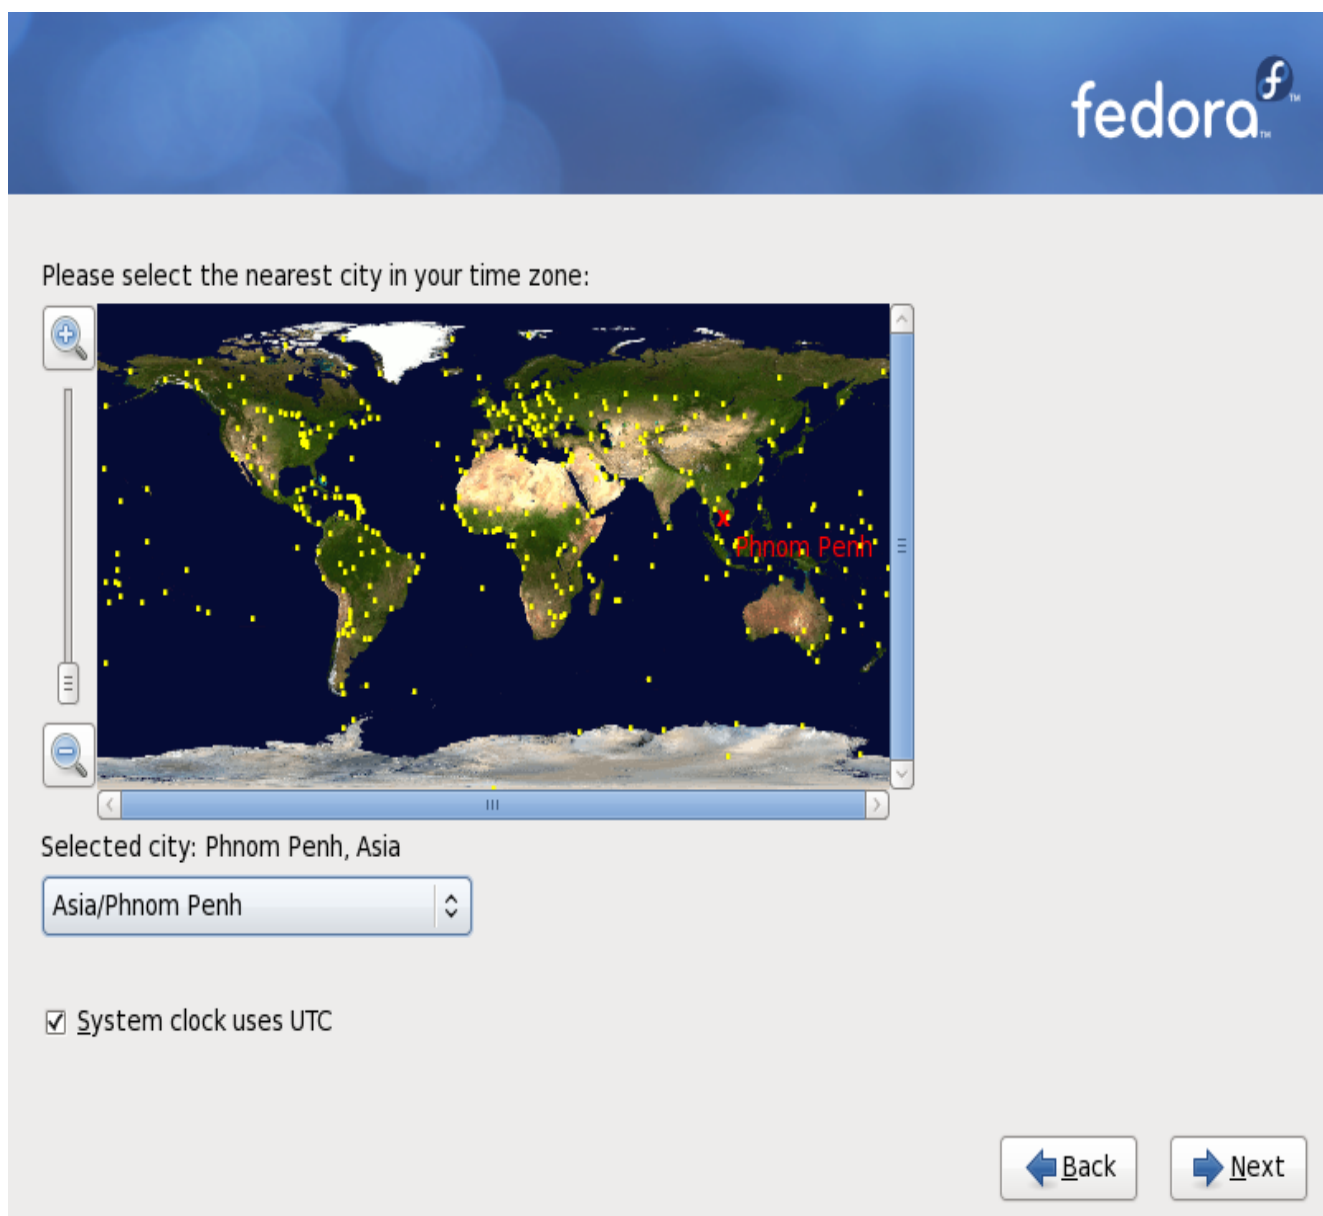 fedora
Please select the nearest city in your time zone:
Phnom Penh
Selected city: Phnom Penh, Asia
Asia/Phnom Penh
System clock uses UTC
Back
Next